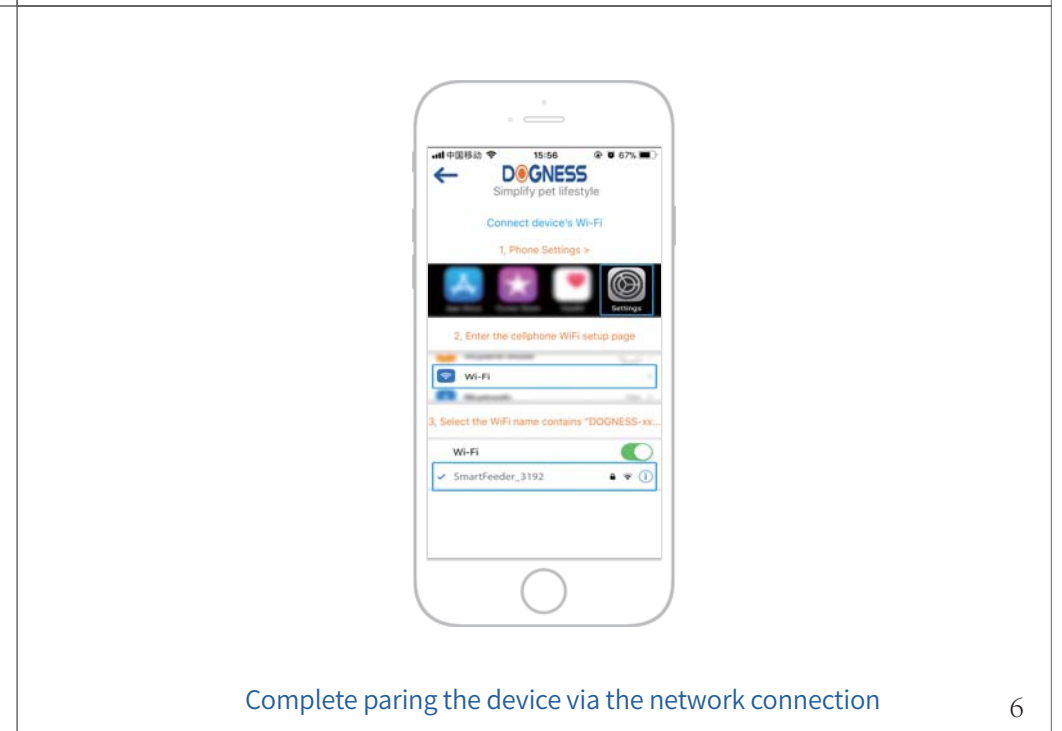 中国移动 15:56 67%
DOGNESS
Simplify pet lifestyle
Connect device's Wi-Fi
1, Phone Settings >
Settings
2, Enter the cellphone WiFi setup page
Wi-Fi
3, Select the WiFi name contains "DOGNESS-xx...
Wi-Fi
SmartFeeder_3192
Complete paring the device via the network connection
6